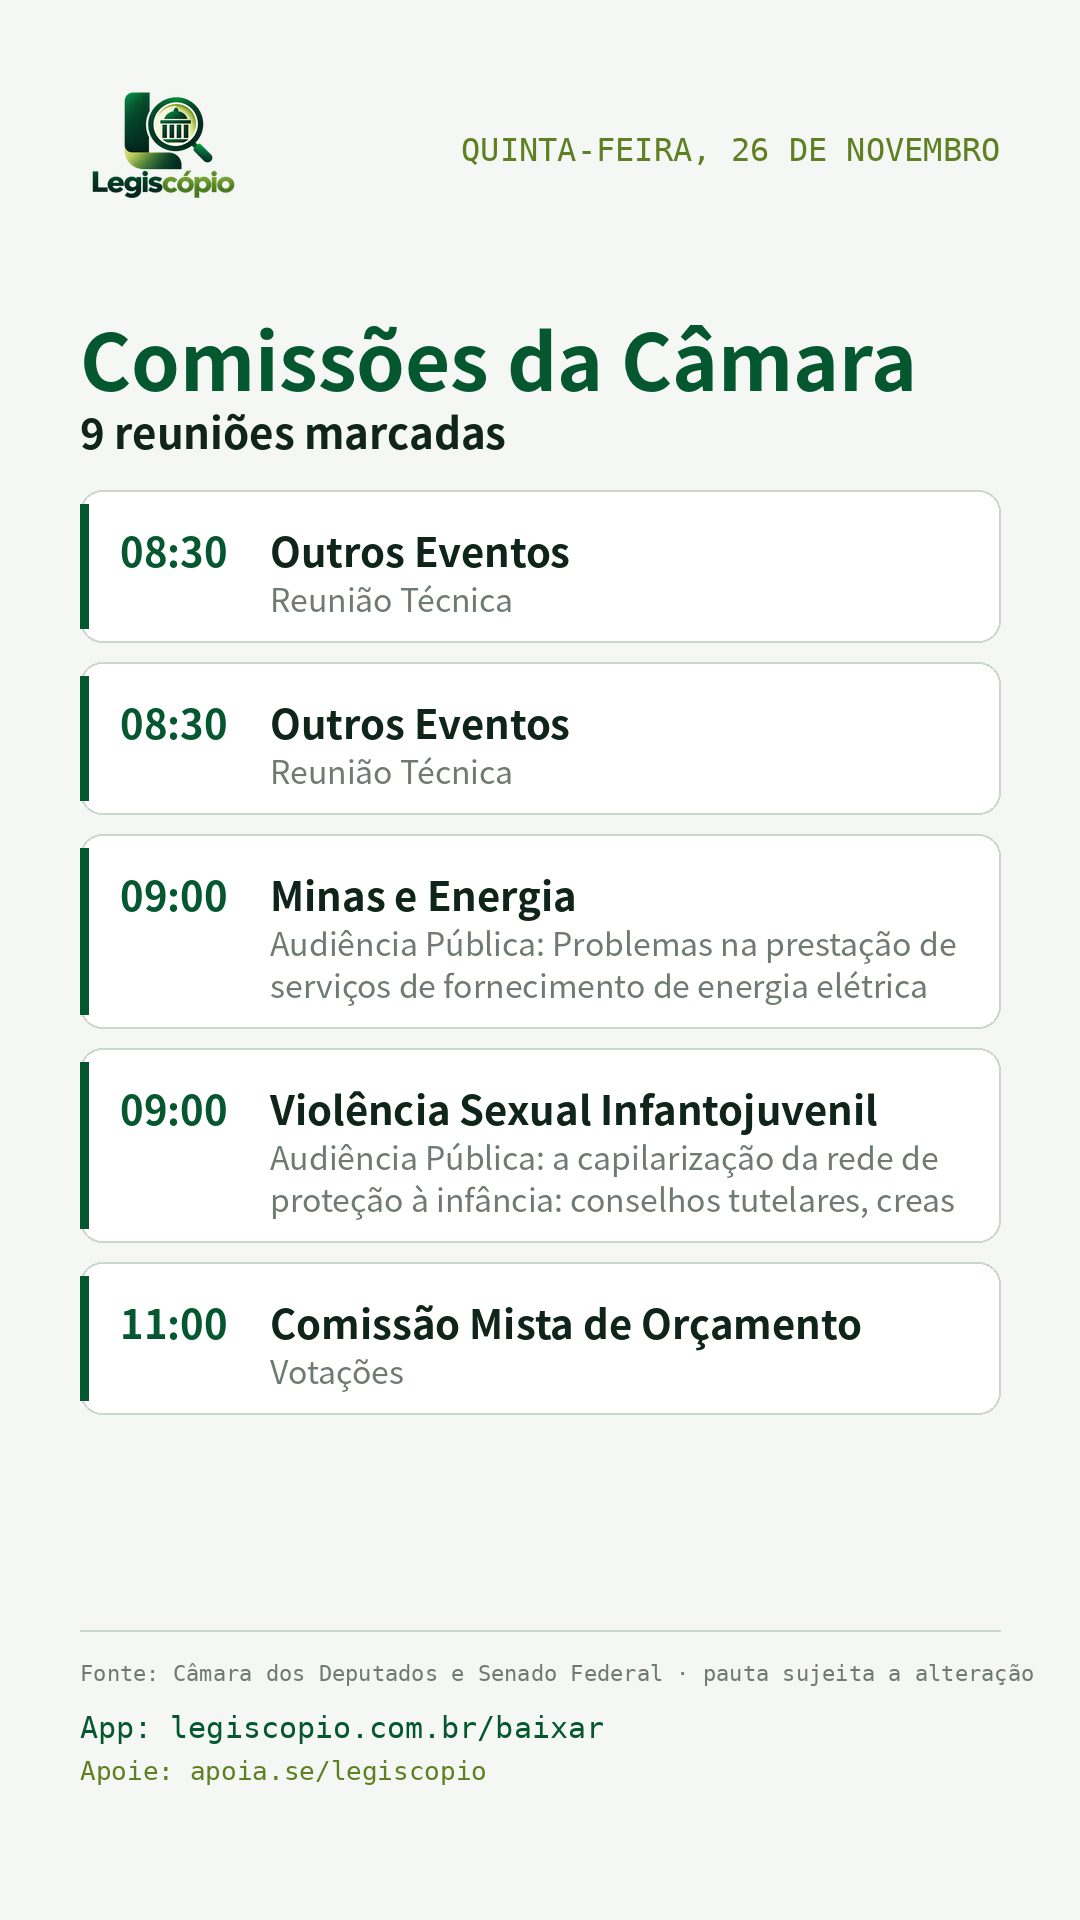 Legiscópio
QUINTA-FEIRA, 26 DE NOVEMBRO
Comissões da Câmara
9 reuniões marcadas
08:30 Outros Eventos
Reunião Técnica
08:30 Outros Eventos
Reunião Técnica
09:00 Minas e Energia
Audiência Pública: Problemas na prestação de
serviços de fornecimento de energia elétrica
09:00 Violência Sexual Infantojuvenil
Audiência Pública: a capilarização da rede de
proteção à infância: conselhos tutelares, creas
11:00 Comissão Mista de Orçamento
Votações
Fonte: Câmara dos Deputados e Senado Federal · pauta sujeita a alteração
App: legiscopio.com.br/baixar
Apoie: apoia.se/legiscopio